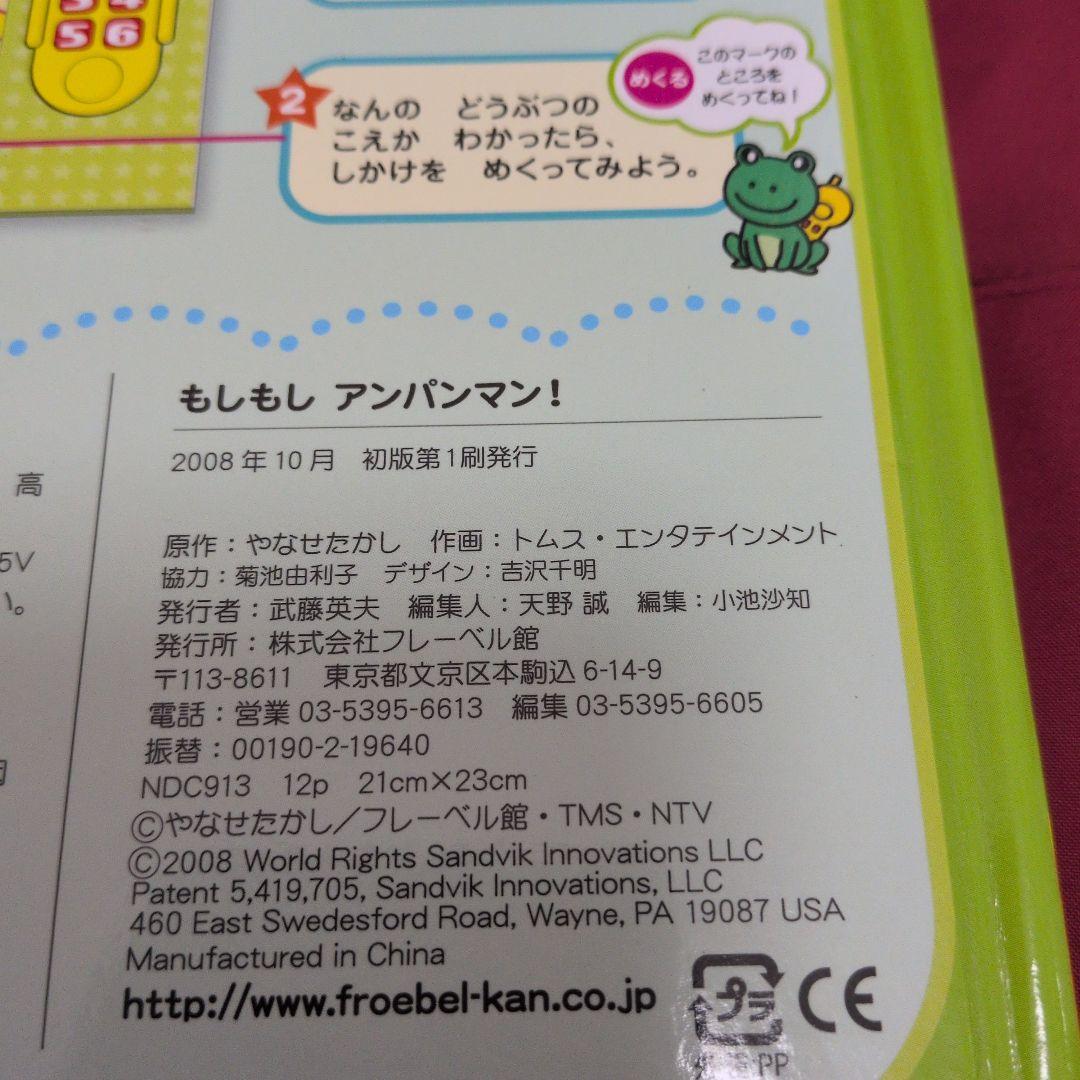 5 6
めくる
このマークの
ところを
めくってね!
2
なんの どうぶつの
こえか わかったら、
しかけを めくってみよう。
もしもし アンパンマン!
2008年10月 初版第1刷発行
高
5V
い。
原作:やなせたかし 作画:トムス・エンタテインメント
協力:菊池由利子 デザイン:吉沢千明
発行者:武藤英夫 編集人:天野 誠 編集:小池沙知
発行所:株式会社フレーベル館
〒113-8611 東京都文京区本駒込6-14-9
電話:営業03-5395-6613 編集03-5395-6605
振替:00190-2-19640
NDC913 12p 21cm×23cm
©やなせたかし/フレーベル館・TMS・NTV
©2008 World Rights Sandvik Innovations LLC
Patent 5,419,705, Sandvik Innovations, LLC
460 East Swedesford Road, Wayne, PA 19087 USA
Manufactured in China
http://www.froebel-kan.co.jp
プラ
CE
PP